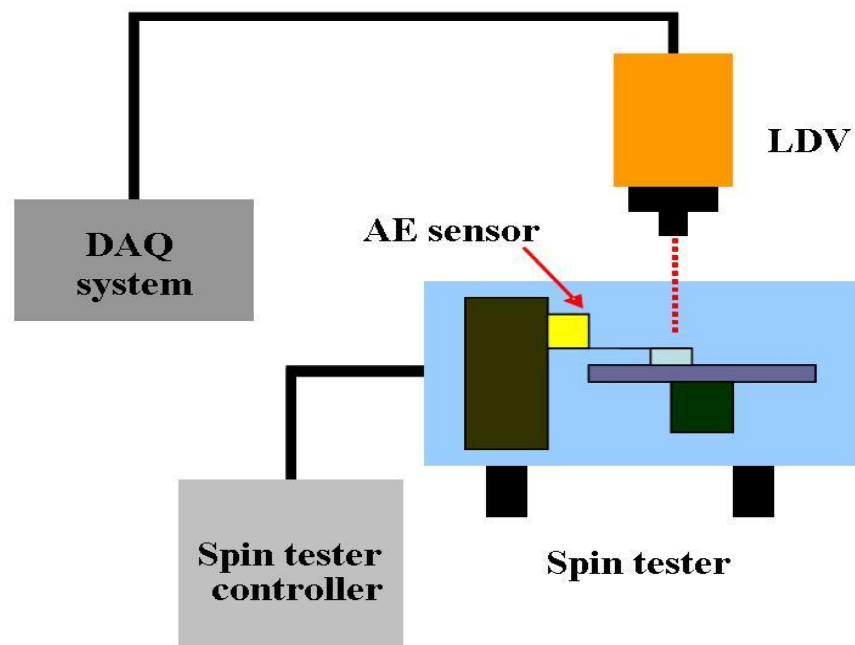 LDV
DAQ
system
AE sensor
Spin tester
controller
Spin tester